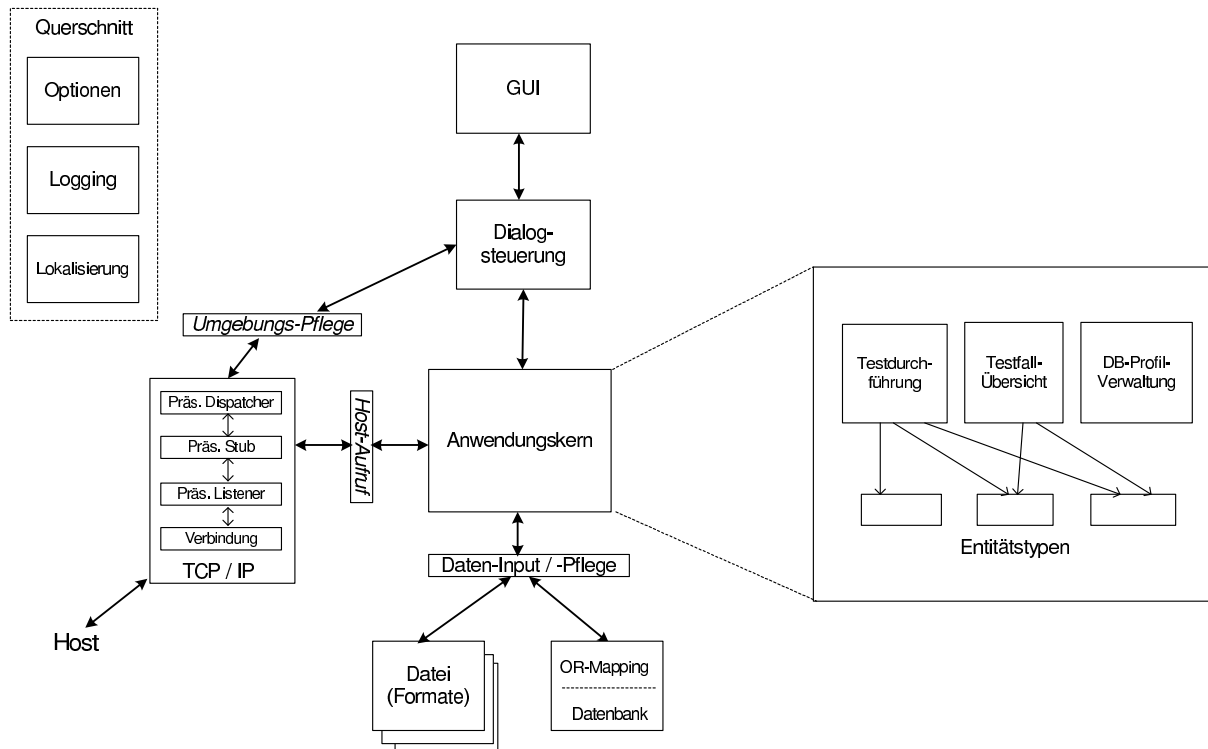 Querschnitt
Optionen
Logging
Lokalisierung
GUI
Dialog-
steuerung
Umgebungs-Pflege
Präs. Dispatcher
Präs. Stub
Präs. Listener
Verbindung
TCP / IP
Host
Host-Aufruf
Anwendungskern
Daten-Input / -Pflege
Datei
(Formate)
OR-Mapping
Datenbank
Testdurch-
führung
Testfall-
Übersicht
DB-Profil-
Verwaltung
Entitätstypen